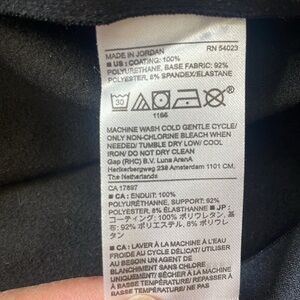 MADE IN JORDAN RN 54023
■ US : COATING: 100%
POLYURETHANE, BASE FABRIC: 92%
POLYESTER, 8% SPANDEX/ELASTANE
30
1166
MACHINE WASH COLD GENTLE CYCLE/
ONLY NON-CHLORINE BLEACH WHEN
NEEDED/ TUMBLE DRY LOW/ COOL
IRON/ DO NOT DRY CLEAN
Gap (RHC) B.V. Luna ArenA
Herikerbergweg 238 Amsterdam 1101 CM,
The Netherlands
CA 17897
■ CA : ENDUIT: 100%
POLYURÉTHANNE, SUPPORT: 92%
POLYESTER, 8% ÉLASTHANNE ■ JP :
コーティング: 100% ポリウレタン, 基
布: 92% ポリエステル, 8% ポリウレ
タン
■ CA : LAVER À LA MACHINE À L'EAU
FROIDE AU CYCLE DÉLICAT/ UTILISER
AU BESOIN UN AGENT DE
BLANCHIMENT SANS CHLORE
UNIQUEMENT/ SÉCHER À LA MACHINE
À BASSE TEMPÉRATURE/ REPASSER À
BASSE TEMPÉRATURE/ NE PAS